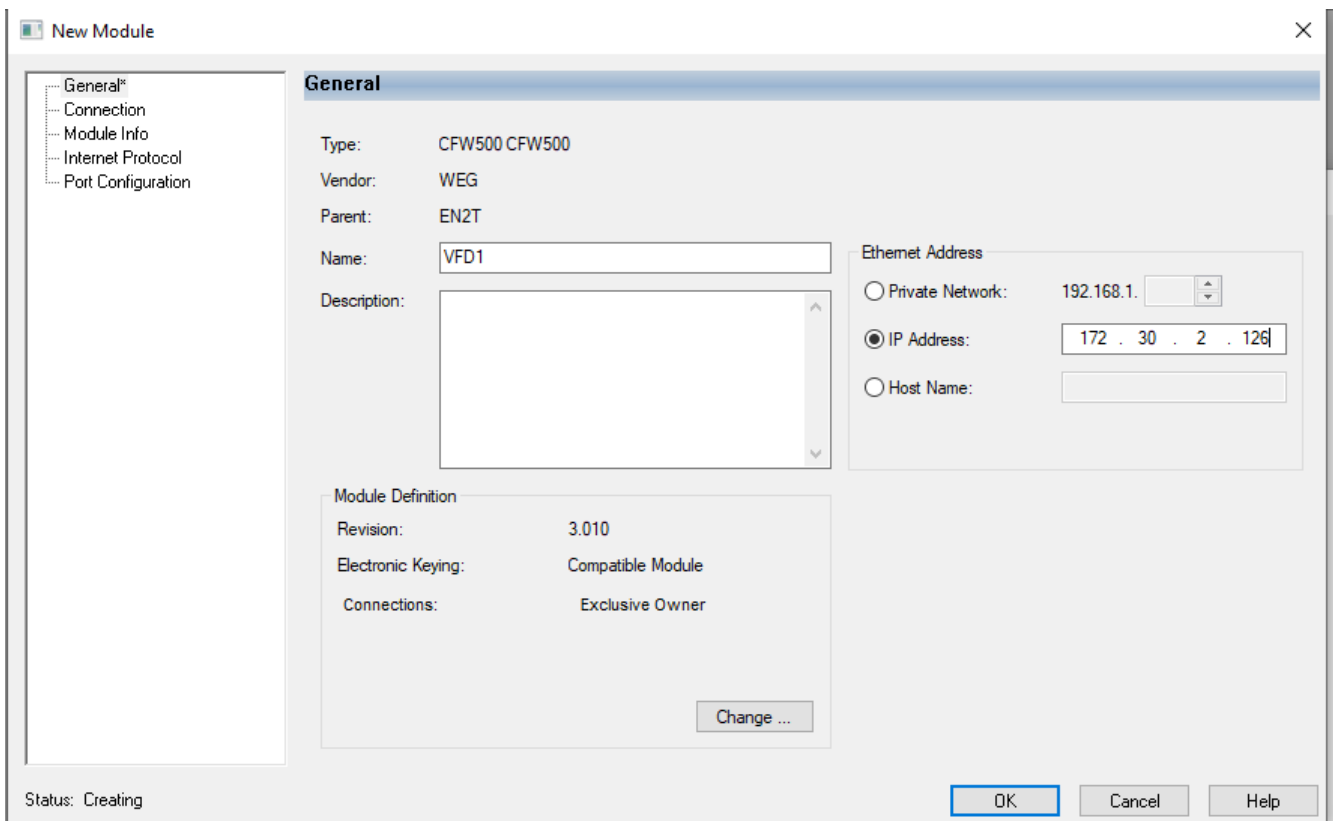 New Module
General*
Connection
Module Info
Internet Protocol
Port Configuration
General
Type: CFW500 CFW500
Vendor: WEG
Parent: EN2T
Name: VFD1
Description:
Ethernet Address
Private Network: 192.168.1.
IP Address: 172 . 30 . 2 . 126
Host Name:
Module Definition
Revision: 3.010
Electronic Keying: Compatible Module
Connections: Exclusive Owner
Change ...
Status: Creating
OK Cancel Help